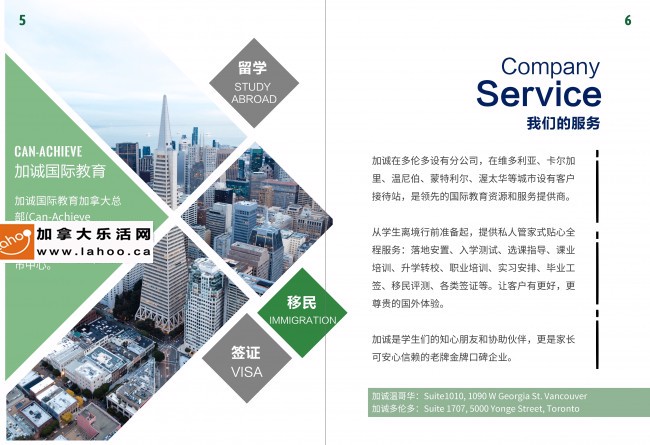 5
留学
STUDY
ABROAD
CAN-ACHIEVE
加诚国际教育
加诚国际教育加拿大总
部(Can-Achieve
lahoo
加拿大乐活网
www.lahoo.ca
市中心。
移民
IMMIGRATION
签证
VISA
6
Company
Service
我们的服务
加诚在多伦多设有分公司，在维多利亚、卡尔加
里、温尼伯、蒙特利尔、渥太华等城市设有客户
接待站，是领先的国际教育资源和服务提供商。
从学生离境行前准备起，提供私人管家式贴心全
程服务：落地安置、入学测试、选课指导、课业
培训、升学转校、职业培训、实习安排、毕业工
签、移民评测、各类签证等。让客户有更好，更
尊贵的国外体验。
加诚是学生们的知心朋友和协助伙伴，更是家长
可安心信赖的老牌金牌口碑企业。
加诚温哥华：Suite1010, 1090 W Georgia St. Vancouver
加诚多伦多：Suite 1707, 5000 Yonge Street, Toronto